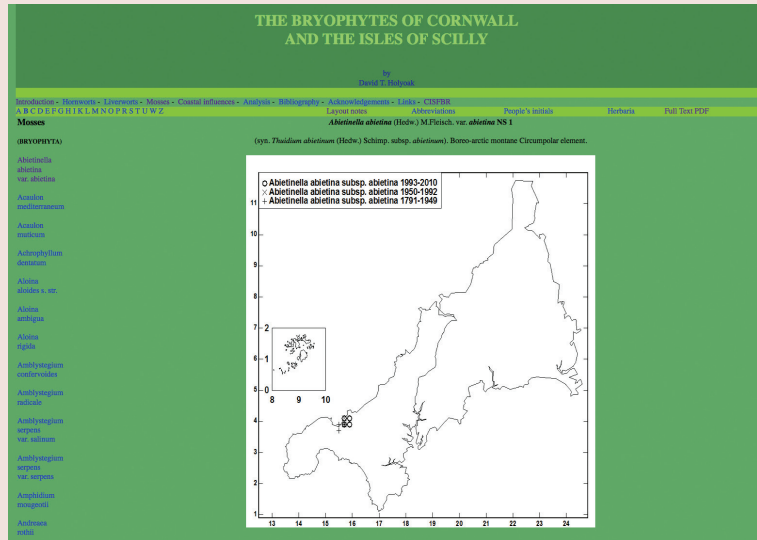 THE BRYOPHYTES OF CORNWALL
AND THE ISLES OF SCILLY
by
David T. Holyoak
Introduction - Hornworts - Liverworts - Mosses - Coastal influences - Analysis - Bibliography - Acknowledgements - Links - CISFBR
A B C D E F G H I K L M N O P R S T U W Z Layout notes Abbreviations People's initials Herbaria Full Text PDF
Mosses
(BRYOPHYTA)
Abietinella
abietina
var. abietina
Acaulon
mediterraneum
Acaulon
muticum
Achrophyllum
dentatum
Aloina
aloides s. str.
Aloina
ambigua
Aloina
rigida
Amblystegium
confervoides
Amblystegium
radicale
Amblystegium
serpens
var. salinum
Amblystegium
serpens
var. serpens
Amphidium
mougeotii
Andreaea
rothii
Abietinella abietina (Hedw.) M.Fleisch. var. abietina NS 1
(syn. Thuidium abietinum (Hedw.) Schimp. subsp. abietinum). Boreo-arctic montane Circumpolar element.
Abietinella abietina subsp. abietina 1993-2010
Abietinella abietina subsp. abietina 1950-1992
Abietinella abietina subsp. abietina 1791-1949
11
10
9
8
7
6
5
4
3
2
1
2
1
0
8 9 10
13 14 15 16 17 18 19 20 21 22 23 24